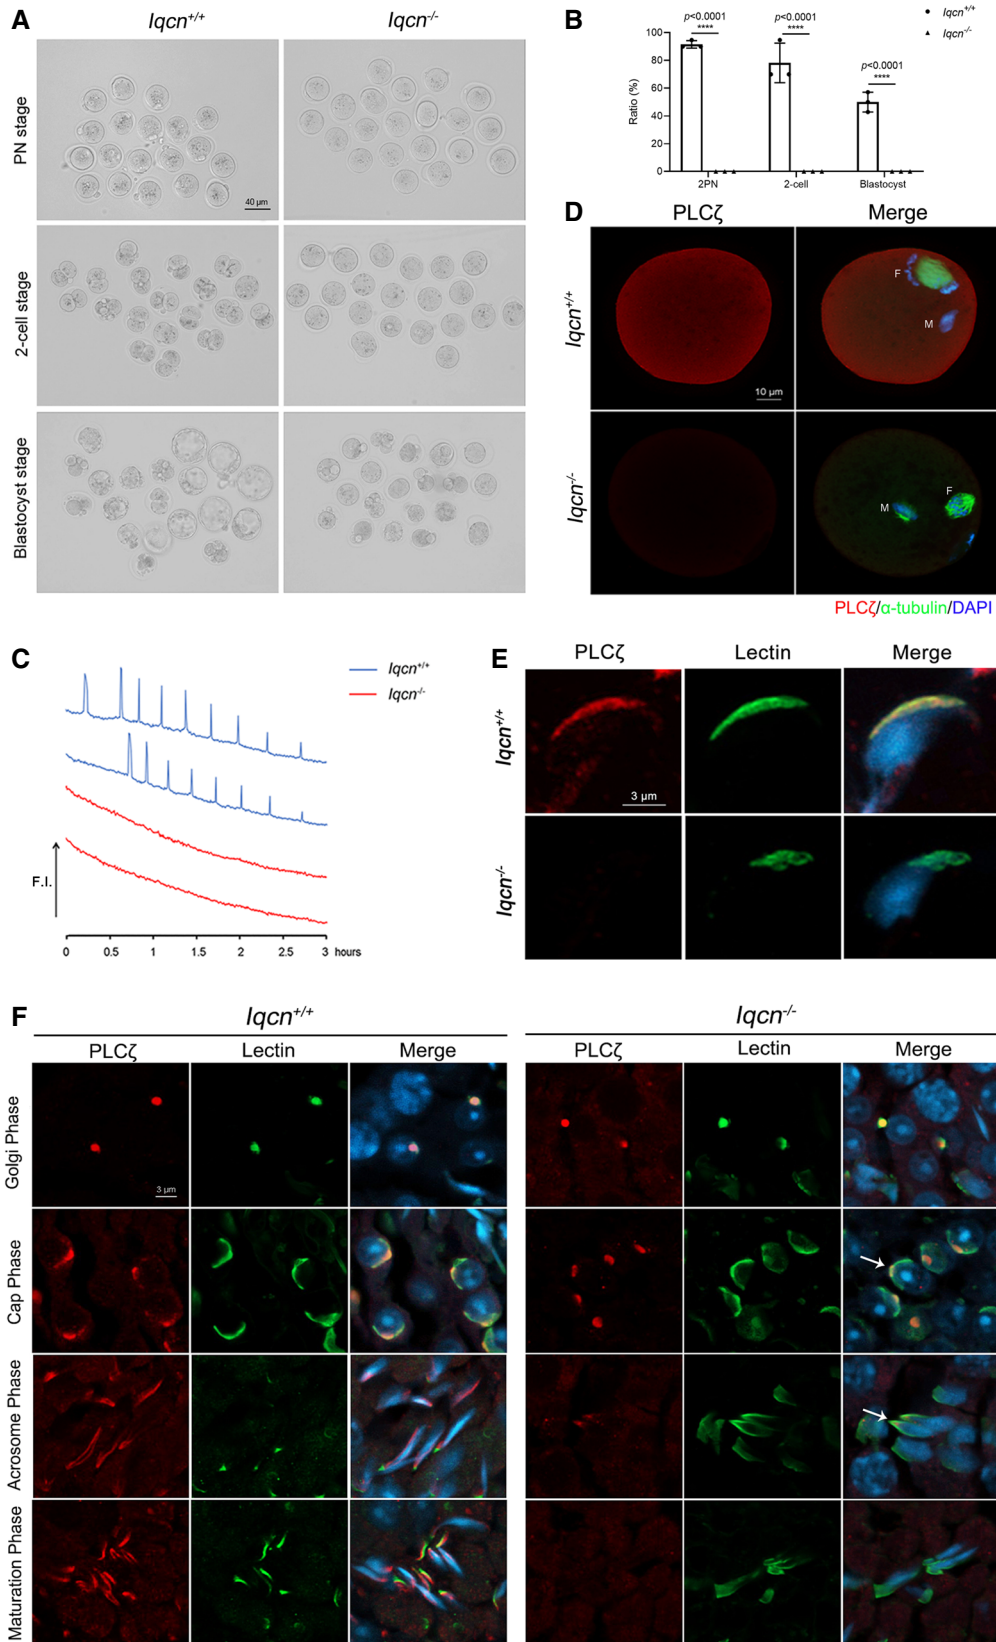 A
Iqcn+/+
Iqcn-/-
PN stage
40 μm
2-cell stage
Blastocyst stage
B
Iqcn+/+
Iqcn-/-
p<0.0001
****
p<0.0001
****
p<0.0001
****
Ratio (%)
100
80
60
40
20
0
2PN
2-cell
Blastocyst
D
PLCζ
Merge
Iqcn+/+
F
M
10 μm
Iqcn-/-
M
F
PLCζ/α-tubulin/DAPI
C
Iqcn+/+
Iqcn-/-
F.I.
0 0.5 1 1.5 2 2.5 3 hours
E
PLCζ
Lectin
Merge
Iqcn+/+
3 μm
Iqcn-/-
F
Iqcn+/+
Iqcn-/-
PLCζ
Lectin
Merge
PLCζ
Lectin
Merge
Golgi Phase
3 μm
Cap Phase
Acrosome Phase
Maturation Phase